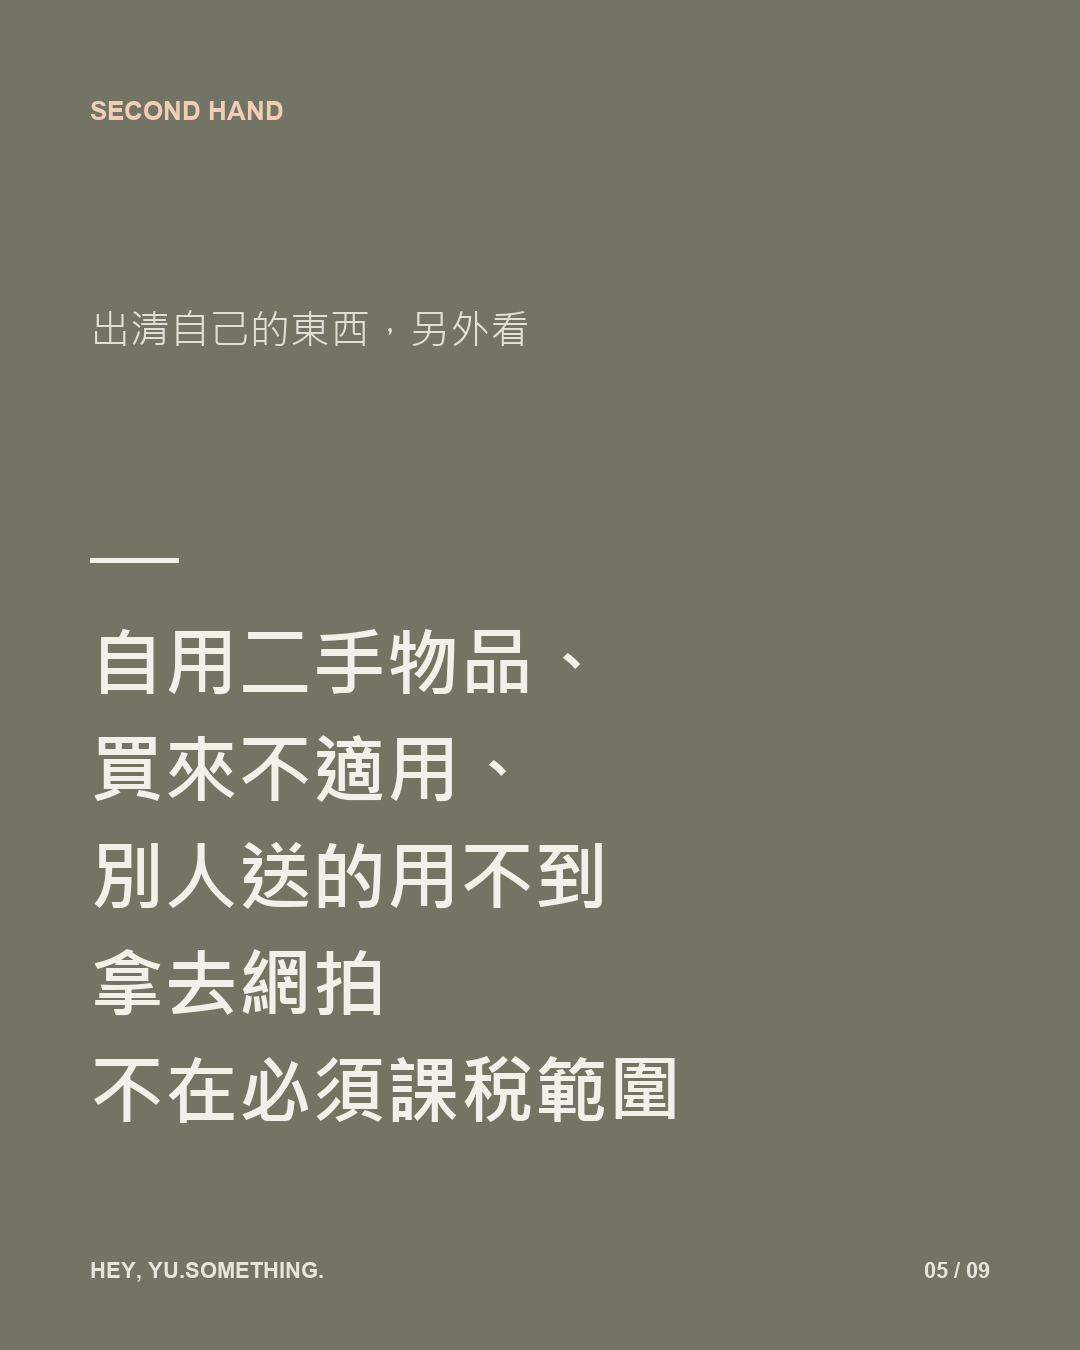 SECOND HAND
出清自己的東西，另外看
自用二手物品、
買來不適用、
別人送的用不到
拿去網拍
不在必須課稅範圍
HEY, YU.SOMETHING.
05 / 09